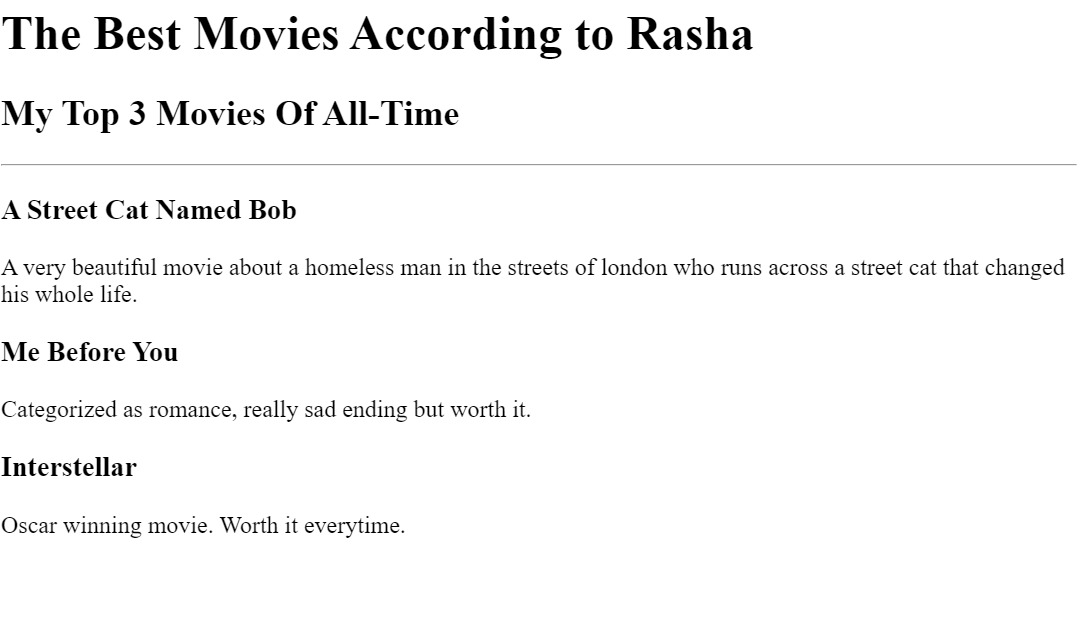 The Best Movies According to Rasha
My Top 3 Movies Of All-Time
A Street Cat Named Bob
A very beautiful movie about a homeless man in the streets of london who runs across a street cat that changed
his whole life.
Me Before You
Categorized as romance, really sad ending but worth it.
Interstellar
Oscar winning movie. Worth it everytime.